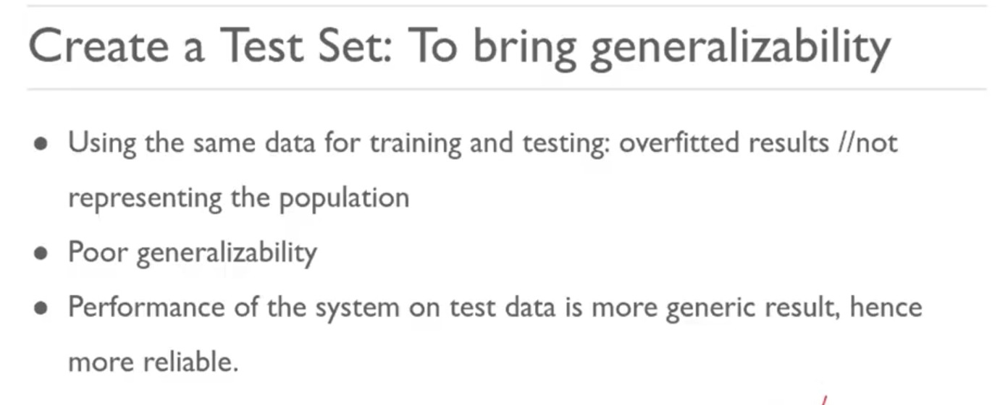 Create a Test Set: To bring generalizability
● Using the same data for training and testing: overfitted results //not
representing the population
● Poor generalizability
● Performance of the system on test data is more generic result, hence
more reliable.